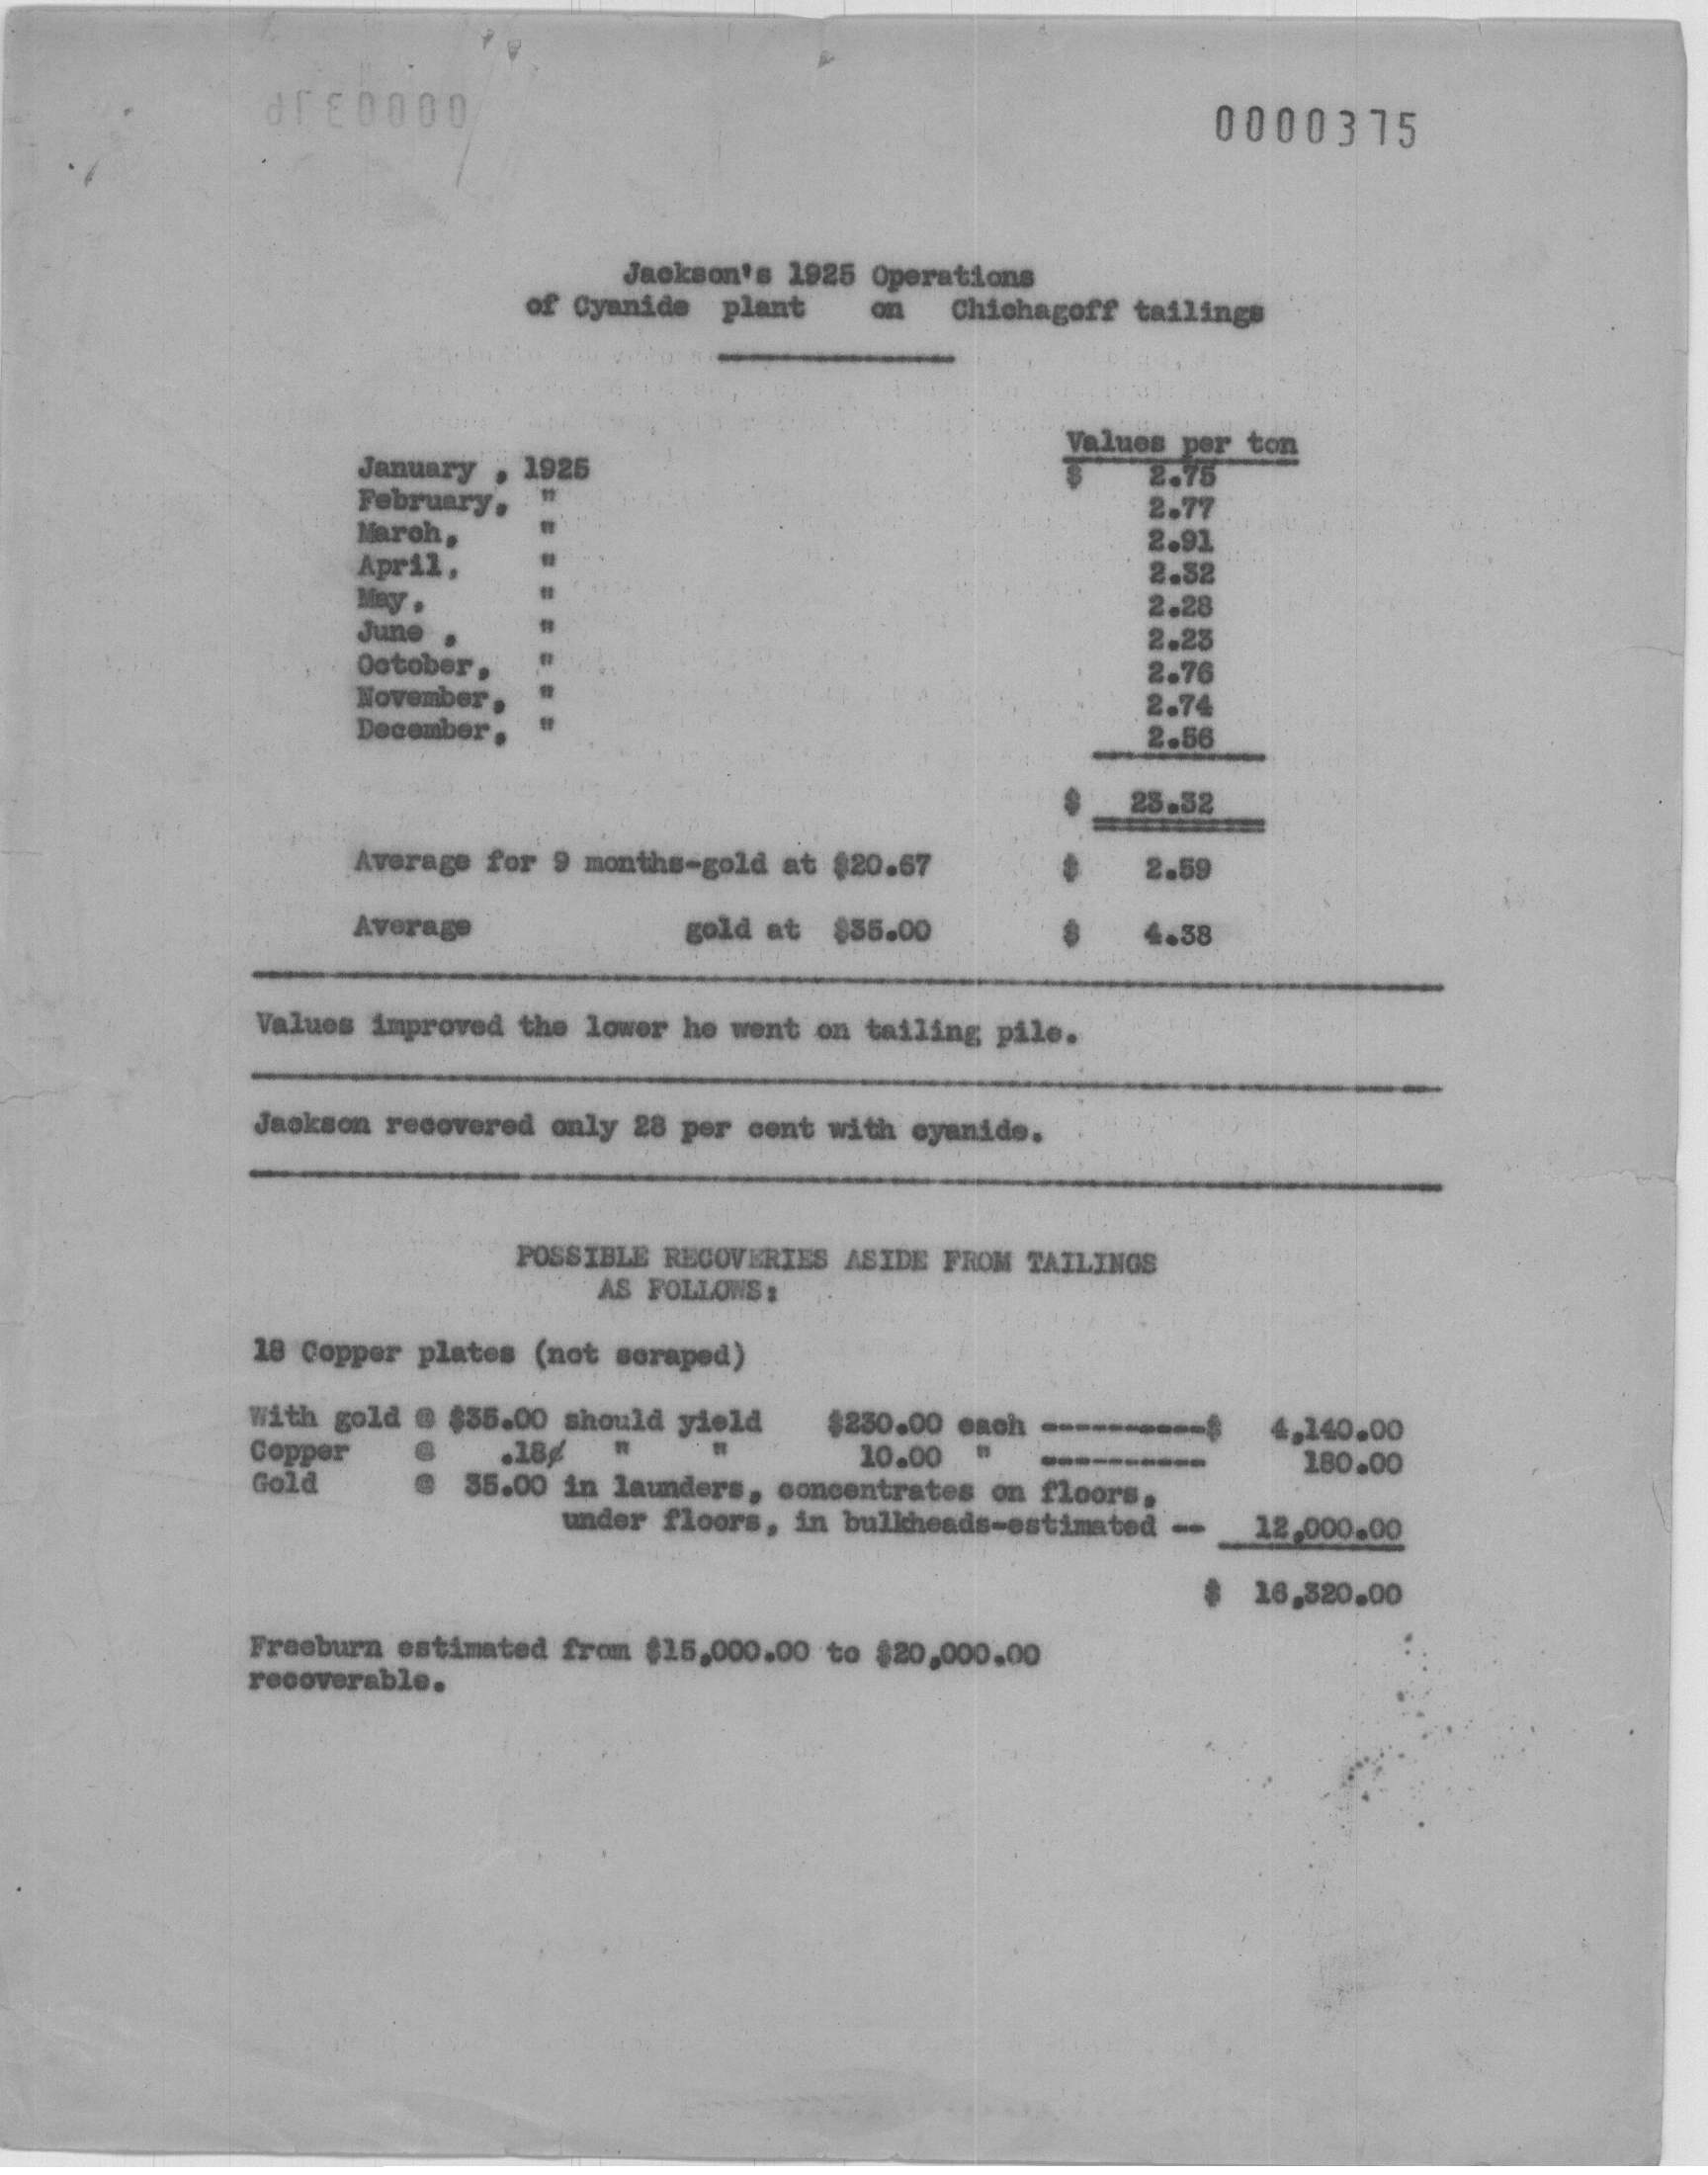 0000375
Jackson's 1925 Operations
of Cyanide plant on Chichagoff tailings
Values per ton
January , 1925 $ 2.75
February, " 2.77
March, " 2.91
April, " 2.32
May, " 2.28
June , " 2.23
October, " 2.76
November, " 2.74
December, " 2.56
$ 23.32
Average for 9 months-gold at $20.67 $ 2.59
Average gold at $35.00 $ 4.38
Values improved the lower he went on tailing pile.
Jackson recovered only 28 per cent with cyanide.
POSSIBLE RECOVERIES ASIDE FROM TAILINGS
AS FOLLOWS:
18 Copper plates (not scraped)
With gold @ $35.00 should yield $230.00 each ----------$ 4,140.00
Copper @ .18¢ " " 10.00 " ---------- 180.00
Gold @ 35.00 in launders, concentrates on floors,
under floors, in bulkheads-estimated -- 12,000.00
$ 16,320.00
Freeburn estimated from $15,000.00 to $20,000.00
recoverable.